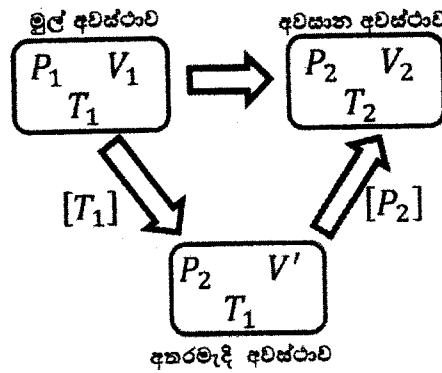 මුල් අවස්ථාව
අවසාන අවස්ථාව
P₁ V₁
T₁
P₂ V₂
T₂
[T₁]
[P₂]
P₂ V'
T₁
අතරමැදි අවස්ථාව